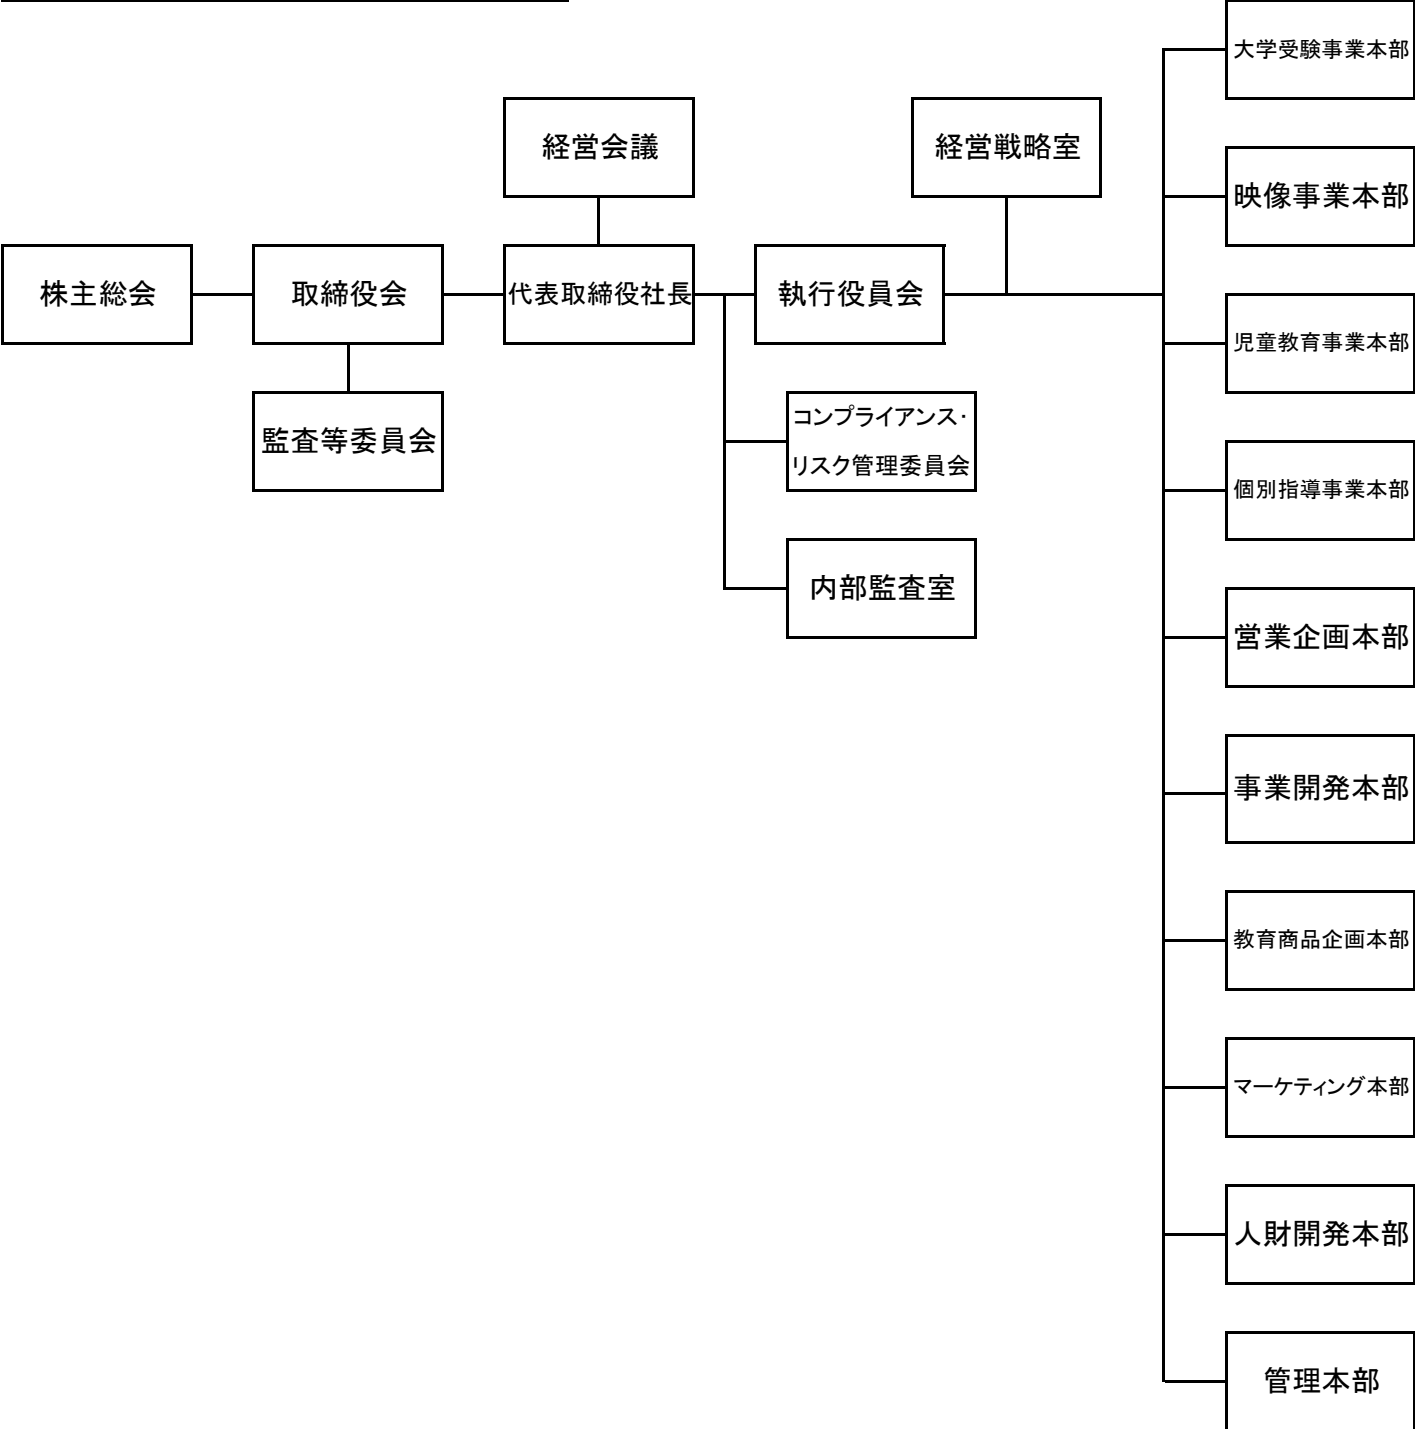 大学受験事業本部
経営会議
経営戦略室
映像事業本部
株主総会
取締役会
代表取締役社長
執行役員会
児童教育事業本部
監査等委員会
コンプライアンス・
リスク管理委員会
個別指導事業本部
内部監査室
営業企画本部
事業開発本部
教育商品企画本部
マーケティング本部
人財開発本部
管理本部